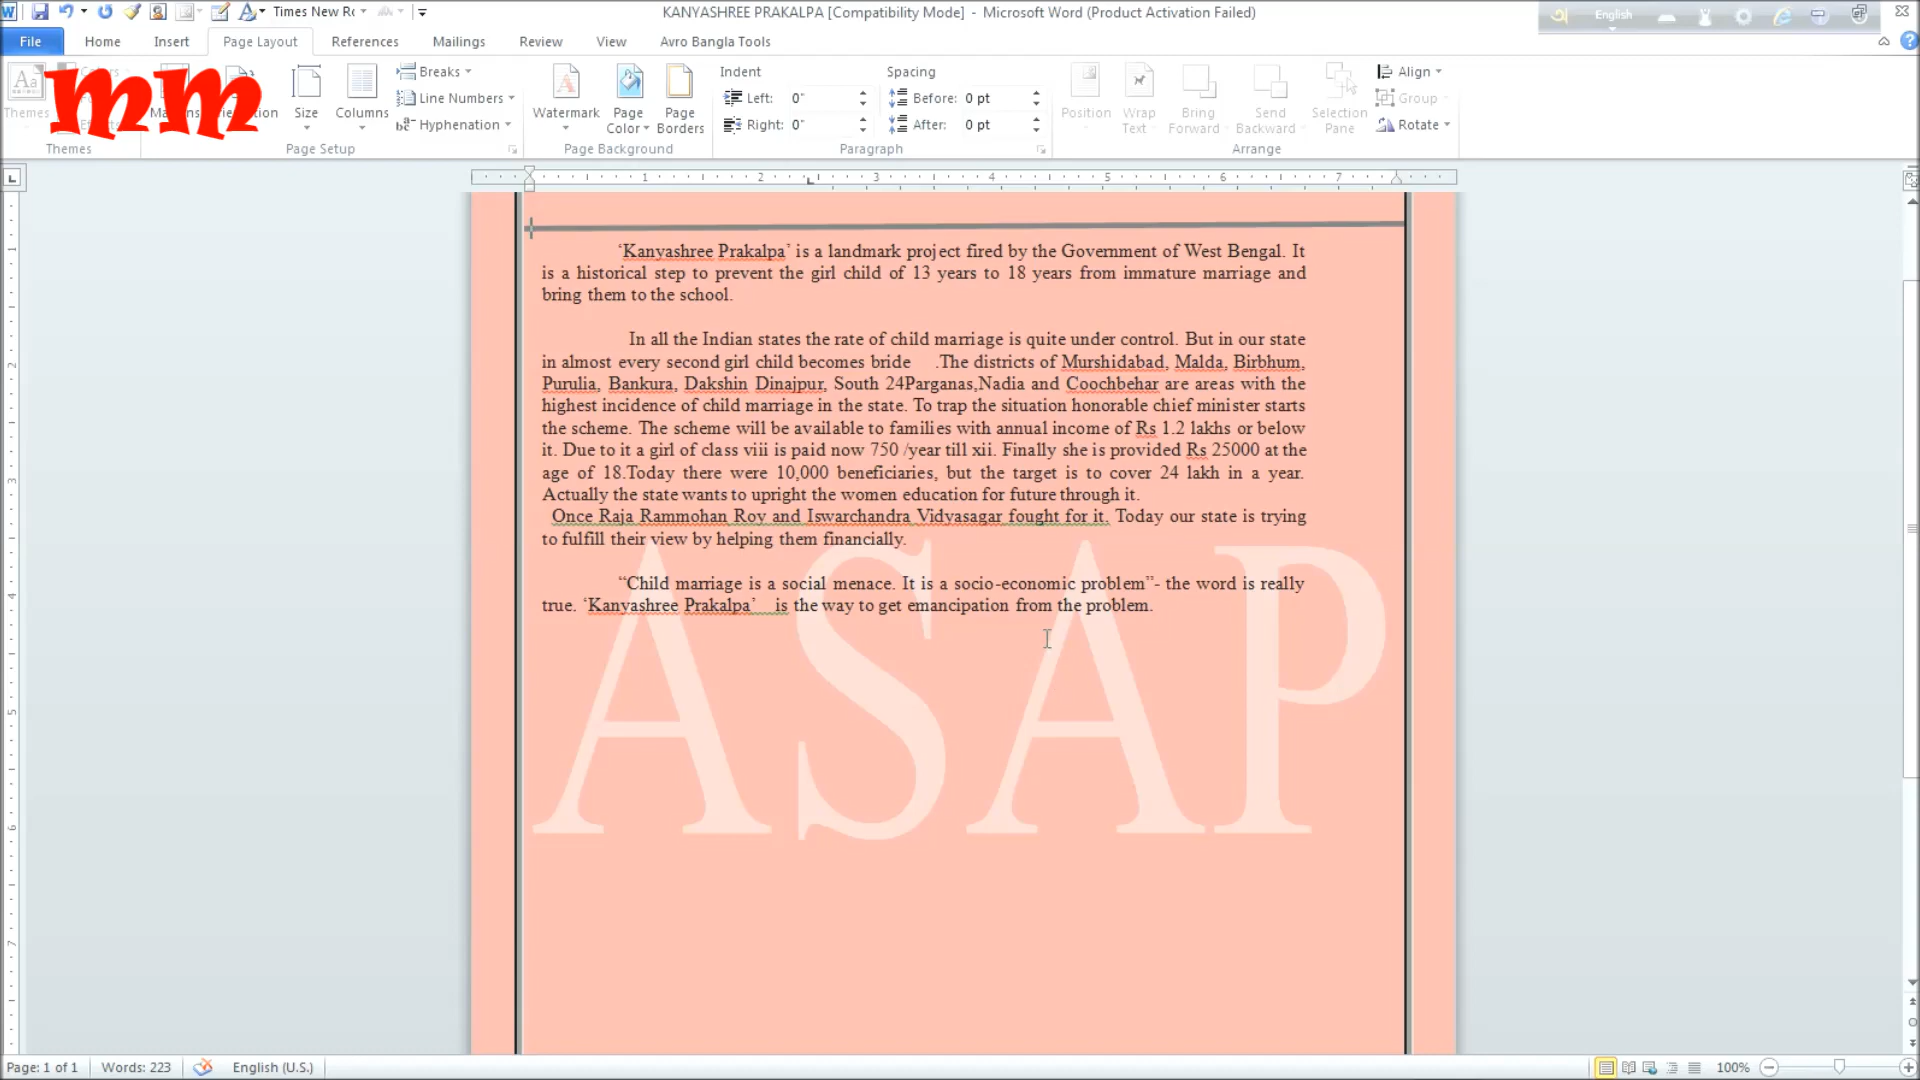 Times New Ro
KANYASHREE PRAKALPA [Compatibility Mode] - Microsoft Word (Product Activation Failed)
English
File Home Insert Page Layout References Mailings Review View Avro Bangla Tools
mm
Aa
Themes
Size
Columns
Breaks
Line Numbers
Hyphenation
Watermark
Page Color
Page Borders
Indent
Left: 0"
Right: 0"
Spacing
Before: 0 pt
After: 0 pt
Position
Wrap Text
Bring Forward
Send Backward
Selection Pane
Align
Group
Rotate
Themes Page Setup Page Background Paragraph Arrange
1 2 3 4 5 6 7
‘Kanyashree Prakalpa’ is a landmark project fired by the Government of West Bengal. It
is a historical step to prevent the girl child of 13 years to 18 years from immature marriage and
bring them to the school.
In all the Indian states the rate of child marriage is quite under control. But in our state
in almost every second girl child becomes bride .The districts of Murshidabad, Malda, Birbhum,
Purulia, Bankura, Dakshin Dinajpur, South 24Parganas,Nadia and Coochbehar are areas with the
highest incidence of child marriage in the state. To trap the situation honorable chief minister starts
the scheme. The scheme will be available to families with annual income of Rs 1.2 lakhs or below
it. Due to it a girl of class viii is paid now 750 /year till xii. Finally she is provided Rs 25000 at the
age of 18.Today there were 10,000 beneficiaries, but the target is to cover 24 lakh in a year.
Actually the state wants to upright the women education for future through it.
Once Raja Rammohan Roy and Iswarchandra Vidyasagar fought for it. Today our state is trying
to fulfill their view by helping them financially.
“Child marriage is a social menace. It is a socio-economic problem”- the word is really
true. ‘Kanyashree Prakalpa’ is the way to get emancipation from the problem.
ASAP
Page: 1 of 1 Words: 223 English (U.S.) 100%